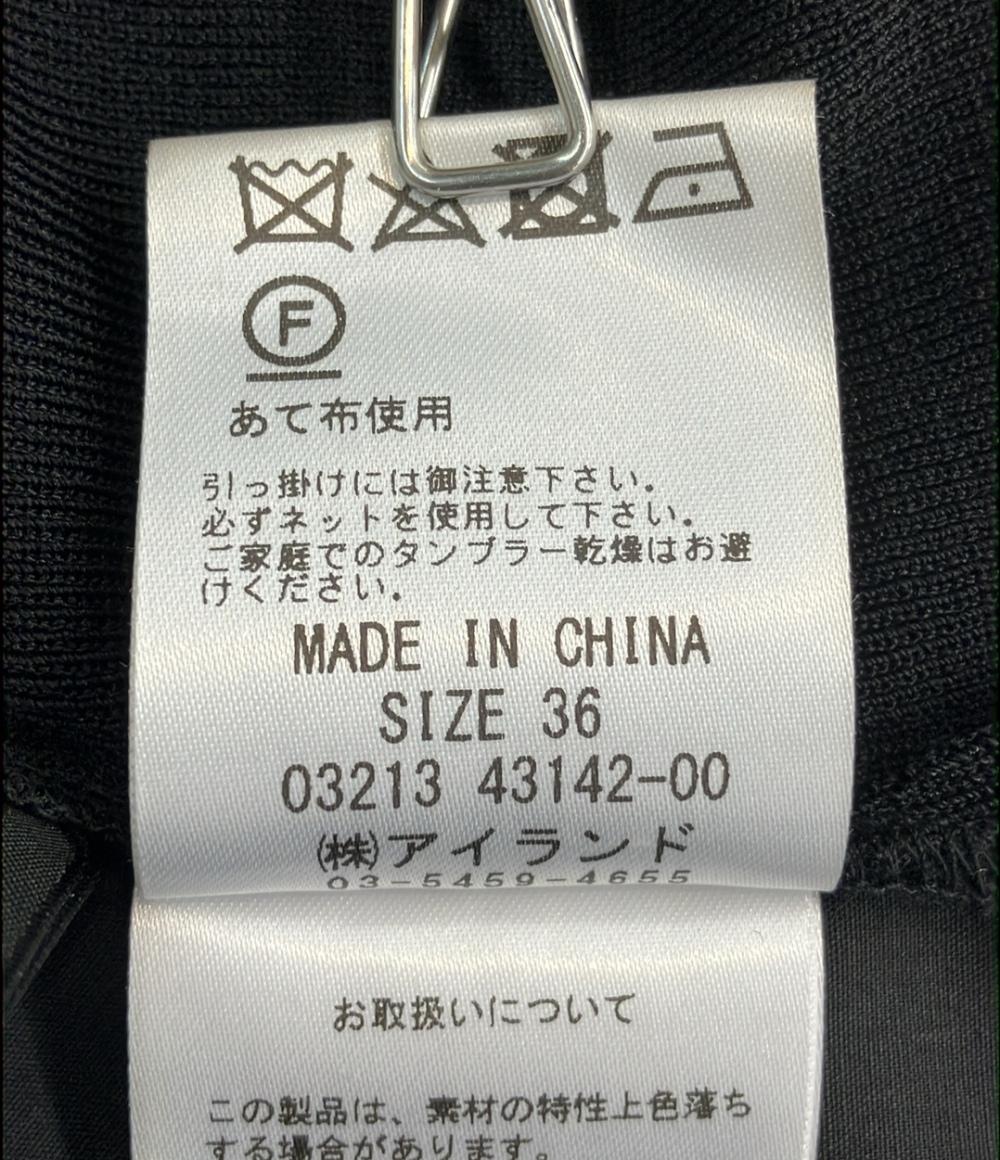 F
あて布使用
引っ掛けには御注意下さい。
必ずネットを使用して下さい。
ご家庭でのタンブラー乾燥はお避
けください。
MADE IN CHINA
SIZE 36
03213 43142-00
㈱アイランド
03-5459-4655
お取扱いについて
この製品は、素材の特性上色落ち
する場合があります。